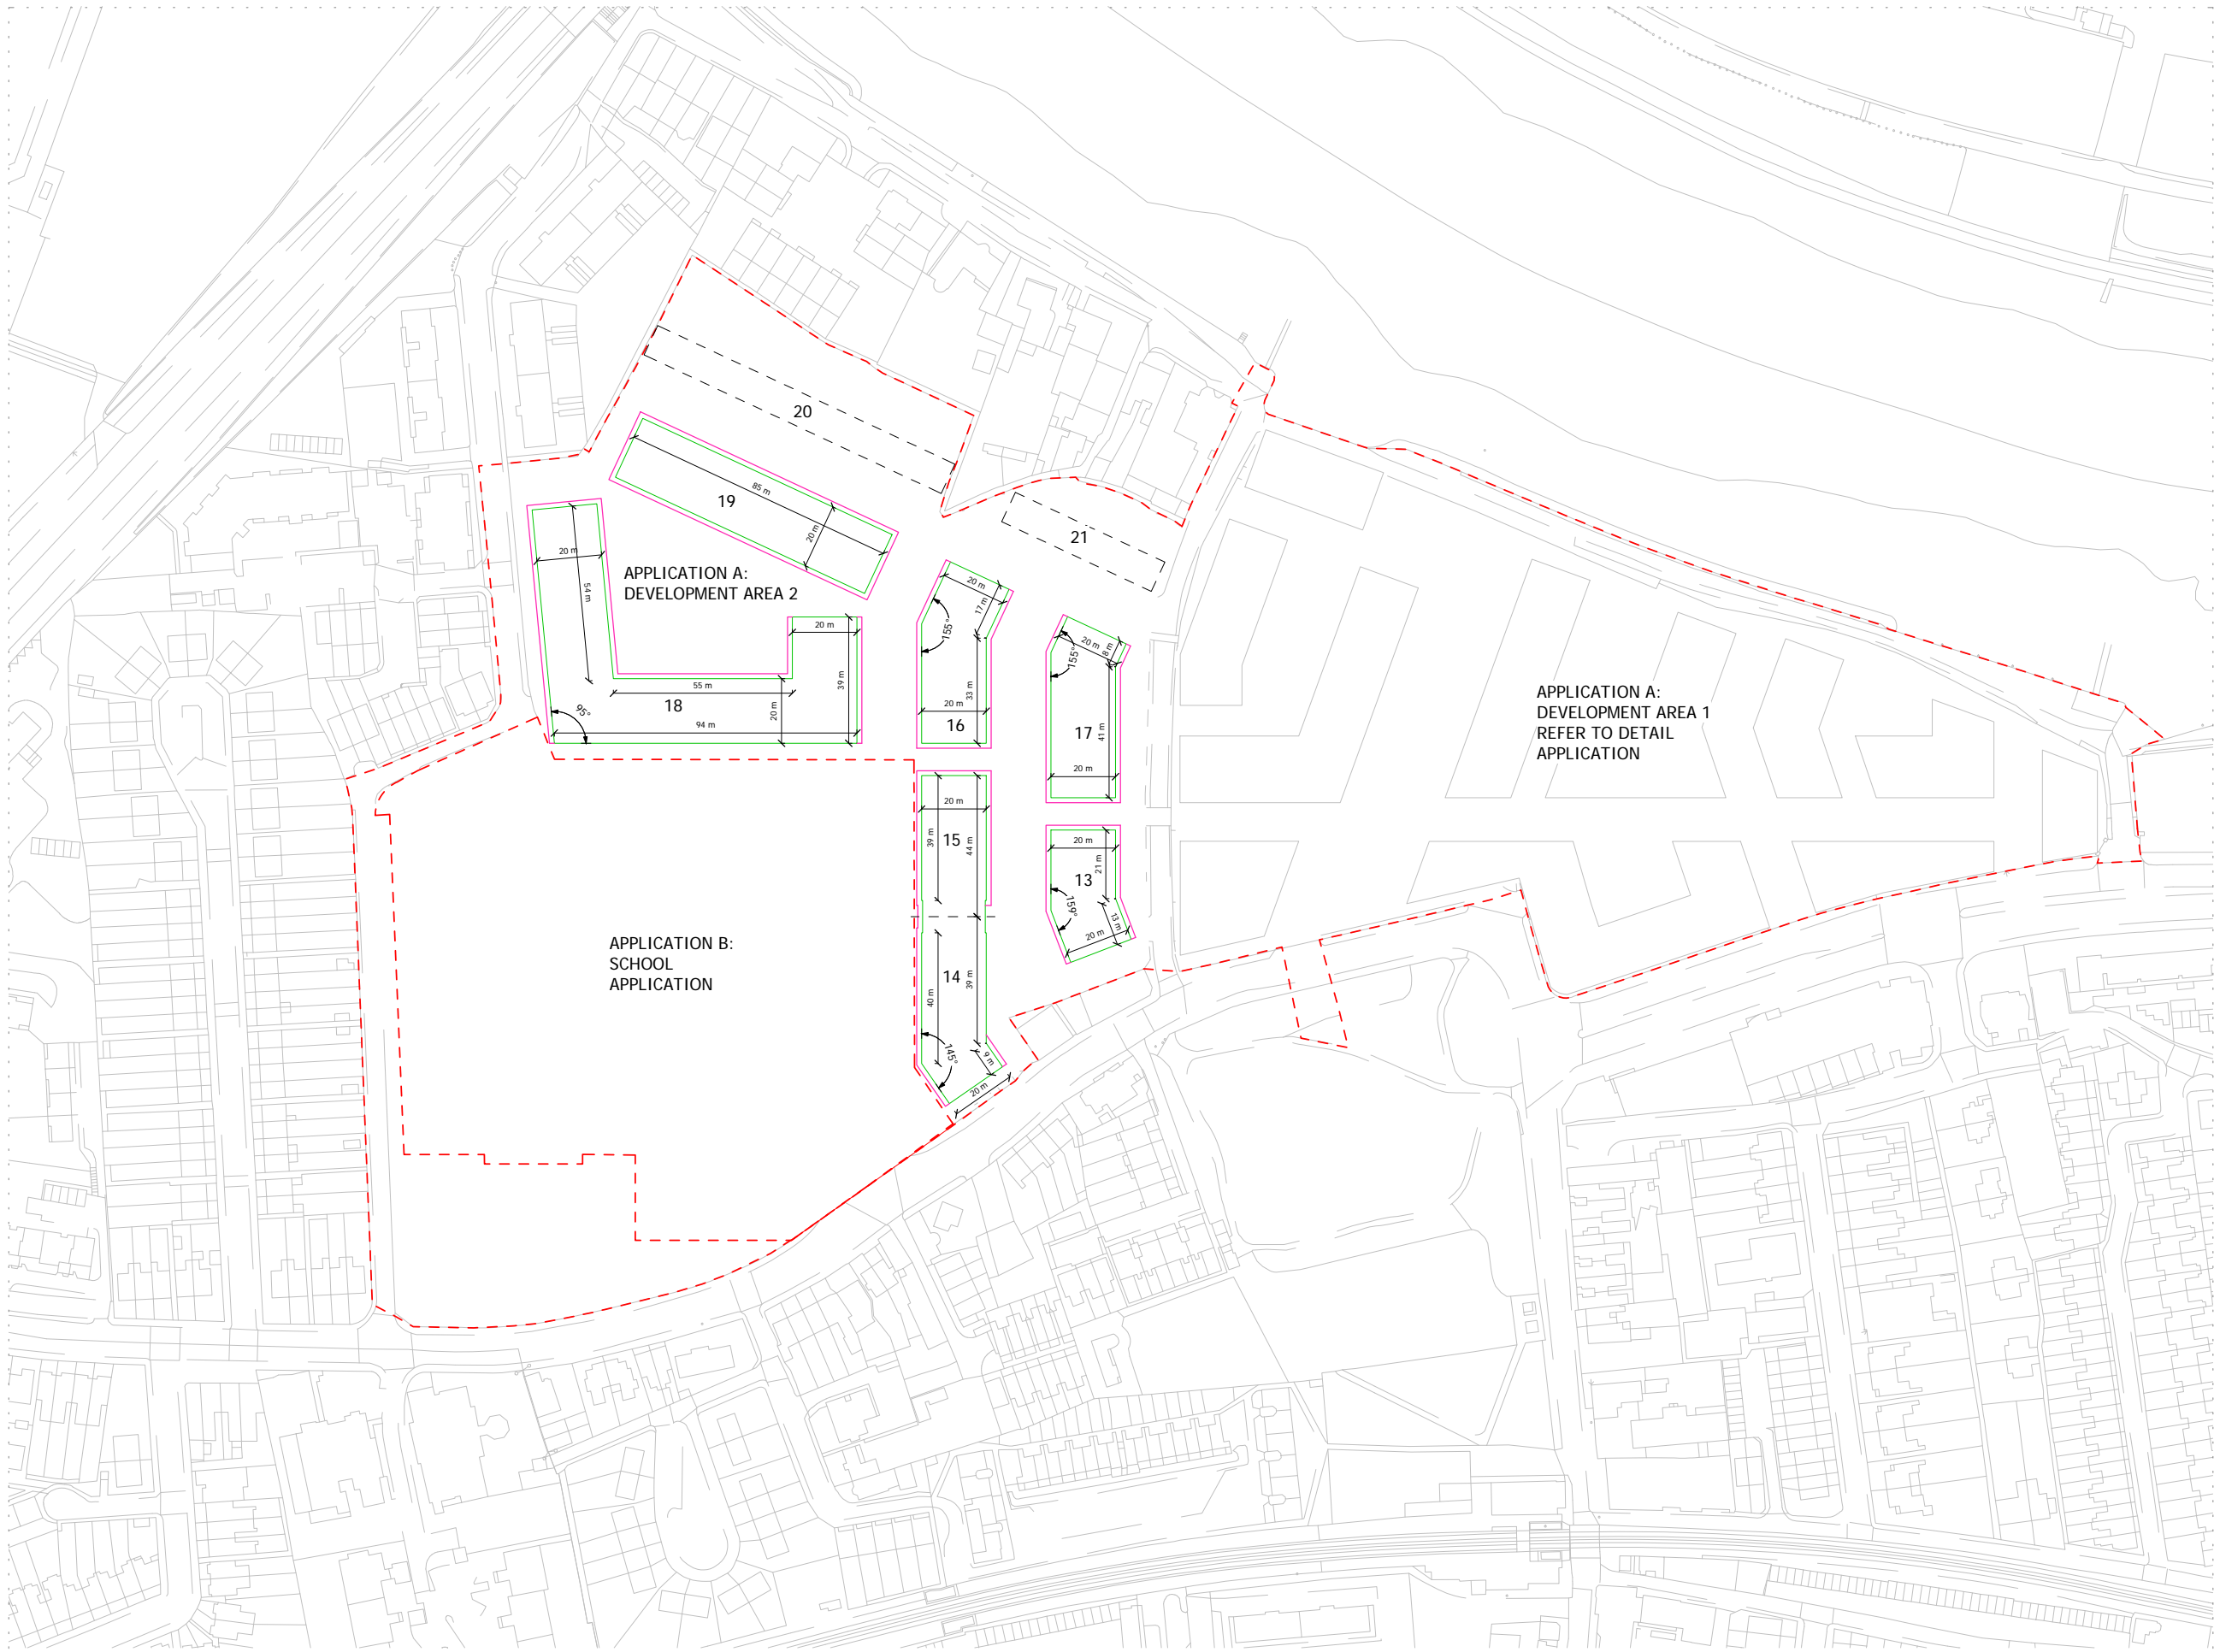 20
85 m
19
20 m
21
20 m
54 m
APPLICATION A:
DEVELOPMENT AREA 2
20 m
17 m
155°
20 m
39 m
20 m
8 m
155°
55 m
18
20 m
95°
94 m
33 m
20 m
16
17
41 m
20 m
APPLICATION A:
DEVELOPMENT AREA 1
REFER TO DETAIL
APPLICATION
20 m
39 m
15
44 m
20 m
21 m
13
159°
13 m
20 m
APPLICATION B:
SCHOOL
APPLICATION
14
40 m
39 m
145°
9 m
20 m